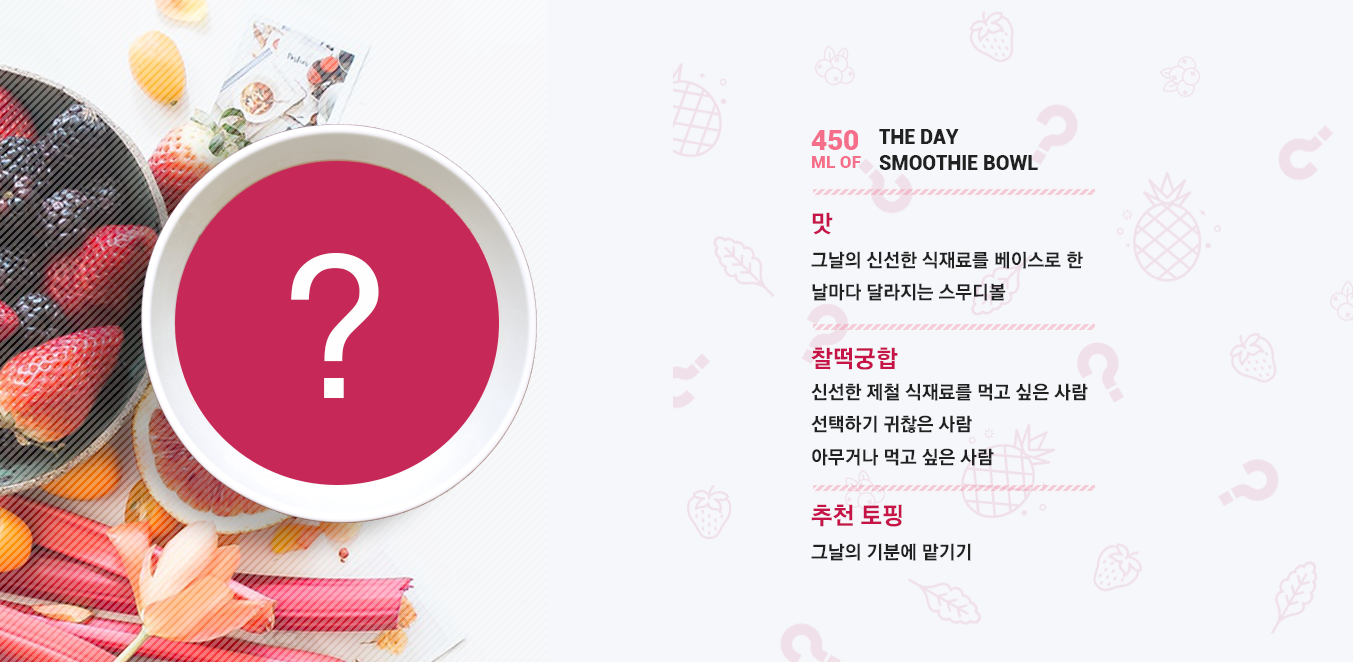 ?
450
ML OF
THE DAY
SMOOTHIE BOWL
맛
그날의 신선한 식재료를 베이스로 한
날마다 달라지는 스무디볼
찰떡궁합
신선한 제철 식재료를 먹고 싶은 사람
선택하기 귀찮은 사람
아무거나 먹고 싶은 사람
추천 토핑
그날의 기분에 맡기기